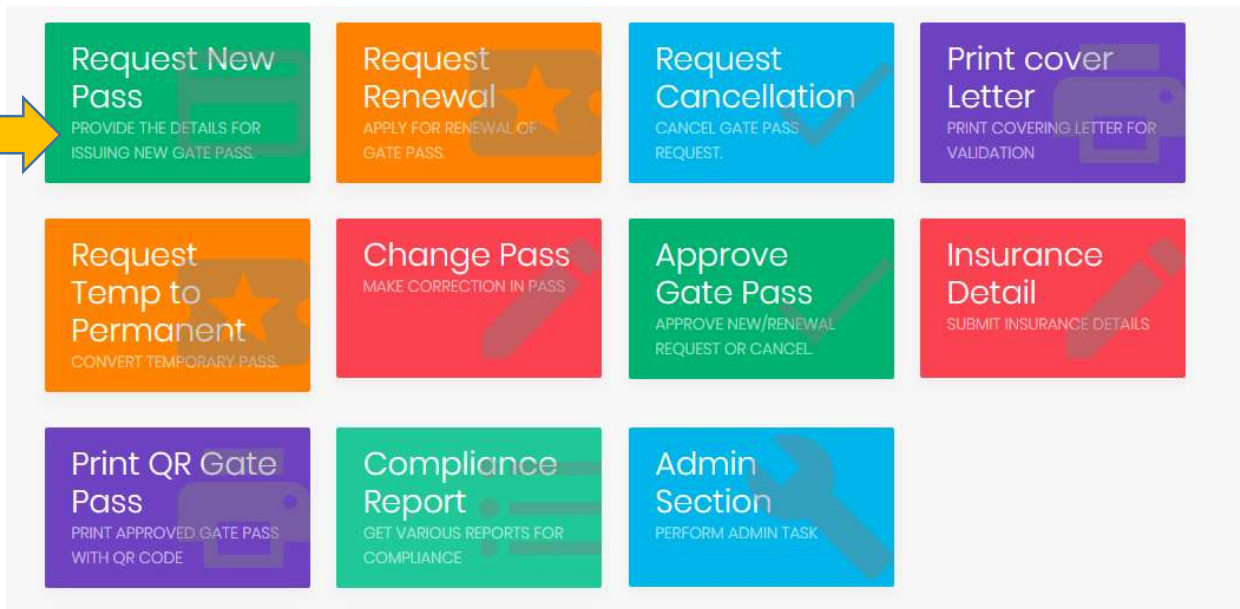 Request New
Pass
PROVIDE THE DETAILS FOR
ISSUING NEW GATE PASS.
Request
Renewal
APPLY FOR RENEWAL OF
GATE PASS.
Request
Cancellation
CANCEL GATE PASS
REQUEST.
Print cover
Letter
PRINT COVERING LETTER FOR
VALIDATION
Request
Temp to
Permanent
CONVERT TEMPORARY PASS.
Change Pass
MAKE CORRECTION IN PASS
Approve
Gate Pass
APPROVE NEW/RENEWAL
REQUEST OR CANCEL.
Insurance
Detail
SUBMIT INSURANCE DETAILS
Print QR Gate
Pass
PRINT APPROVED GATE PASS
WITH QR CODE
Compliance
Report
GET VARIOUS REPORTS FOR
COMPLIANCE
Admin
Section
PERFORM ADMIN TASK